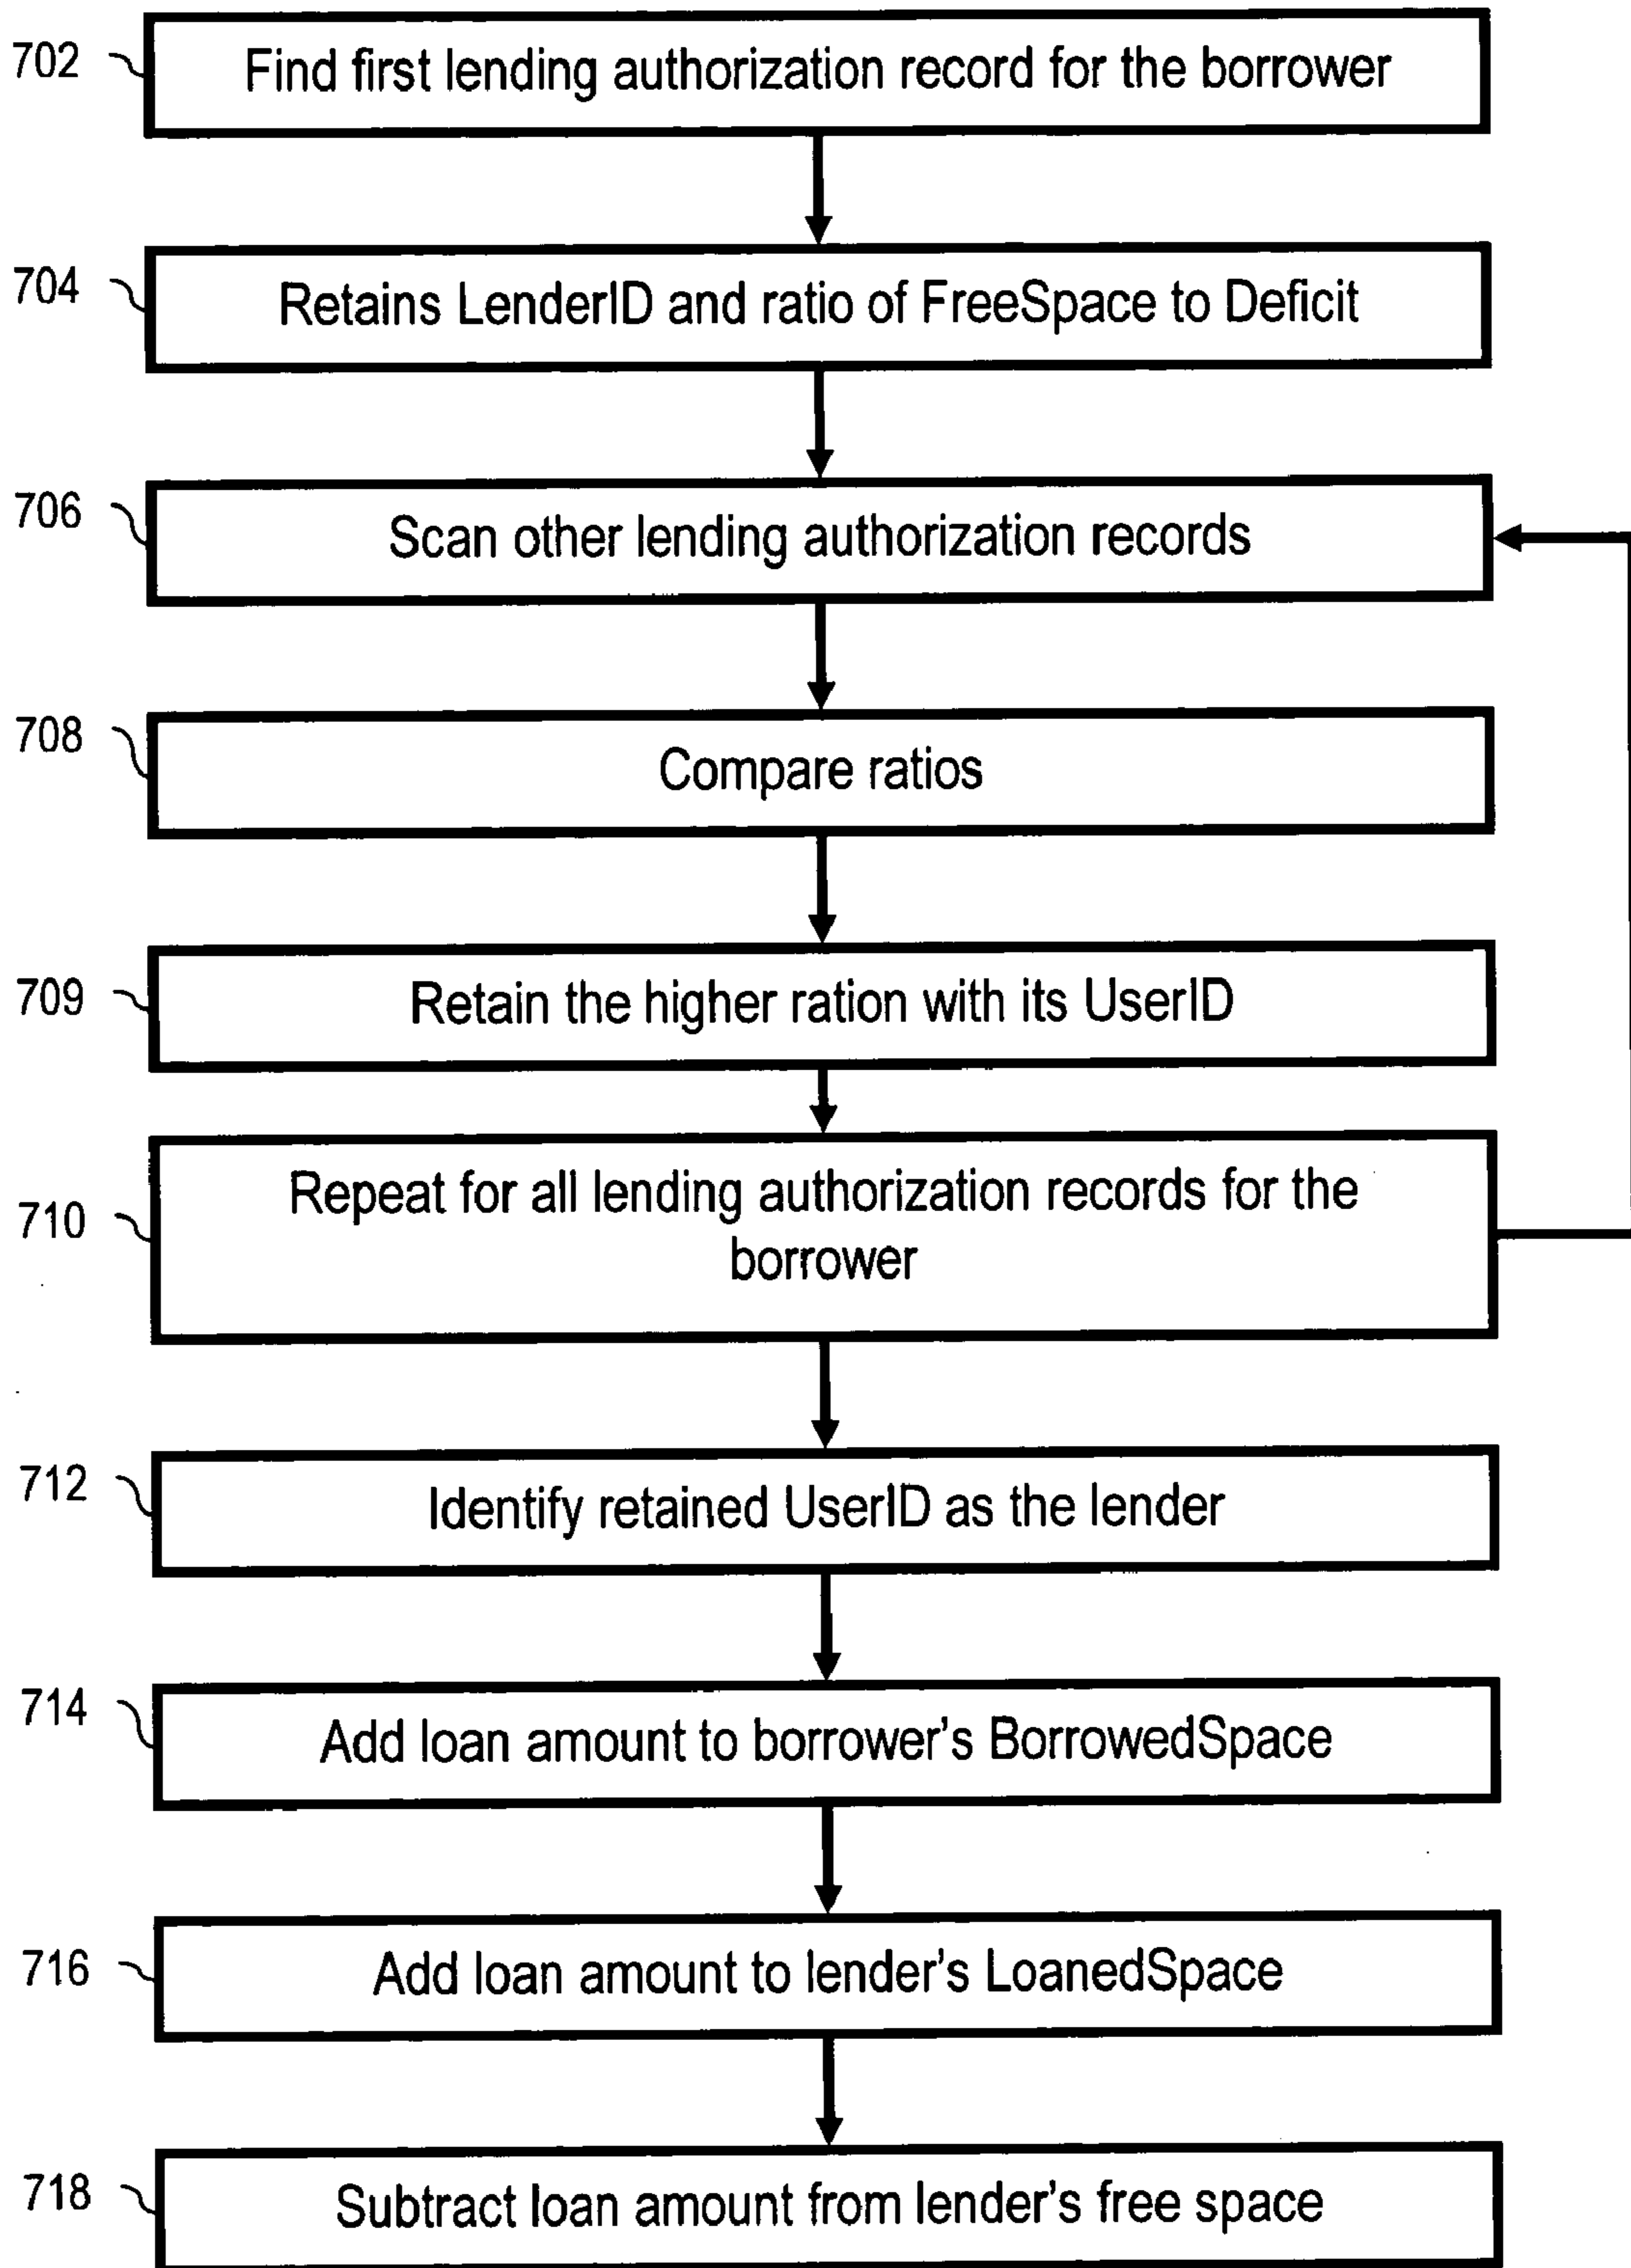 702 Find first lending authorization record for the borrower
704 Retains LenderID and ratio of FreeSpace to Deficit
706 Scan other lending authorization records
708 Compare ratios
709 Retain the higher ration with its UserID
710 Repeat for all lending authorization records for the
borrower
712 Identify retained UserID as the lender
714 Add loan amount to borrower's BorrowedSpace
716 Add loan amount to lender's LoanedSpace
718 Subtract loan amount from lender's free space